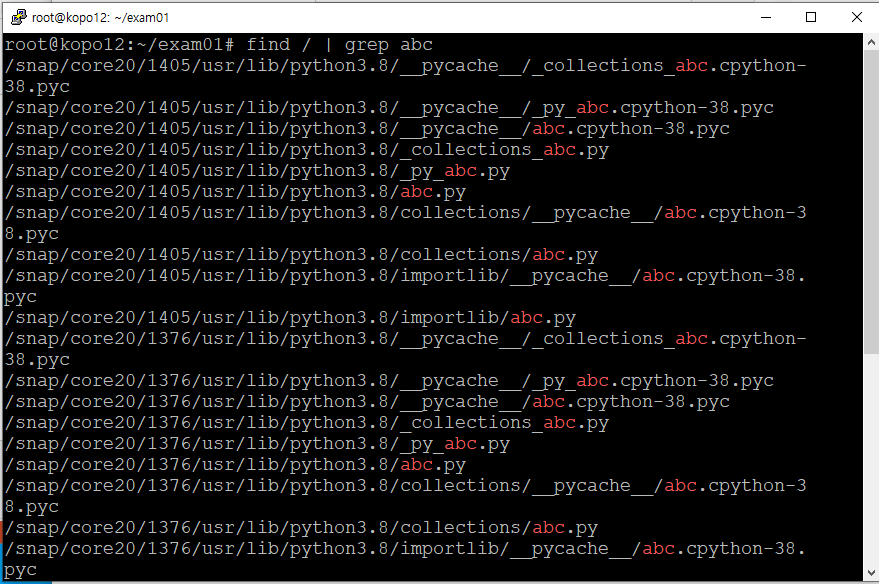 root@kopo12: ~/exam01
root@kopo12:~/exam01# find / | grep abc
/snap/core20/1405/usr/lib/python3.8/__pycache__/_collections_abc.cpython-
38.pyc
/snap/core20/1405/usr/lib/python3.8/__pycache__/_py_abc.cpython-38.pyc
/snap/core20/1405/usr/lib/python3.8/__pycache__/abc.cpython-38.pyc
/snap/core20/1405/usr/lib/python3.8/_collections_abc.py
/snap/core20/1405/usr/lib/python3.8/_py_abc.py
/snap/core20/1405/usr/lib/python3.8/abc.py
/snap/core20/1405/usr/lib/python3.8/collections/__pycache__/abc.cpython-3
8.pyc
/snap/core20/1405/usr/lib/python3.8/collections/abc.py
/snap/core20/1405/usr/lib/python3.8/importlib/__pycache__/abc.cpython-38.
pyc
/snap/core20/1405/usr/lib/python3.8/importlib/abc.py
/snap/core20/1376/usr/lib/python3.8/__pycache__/_collections_abc.cpython-
38.pyc
/snap/core20/1376/usr/lib/python3.8/__pycache__/_py_abc.cpython-38.pyc
/snap/core20/1376/usr/lib/python3.8/__pycache__/abc.cpython-38.pyc
/snap/core20/1376/usr/lib/python3.8/_collections_abc.py
/snap/core20/1376/usr/lib/python3.8/_py_abc.py
/snap/core20/1376/usr/lib/python3.8/abc.py
/snap/core20/1376/usr/lib/python3.8/collections/__pycache__/abc.cpython-3
8.pyc
/snap/core20/1376/usr/lib/python3.8/collections/abc.py
/snap/core20/1376/usr/lib/python3.8/importlib/__pycache__/abc.cpython-38.
pyc